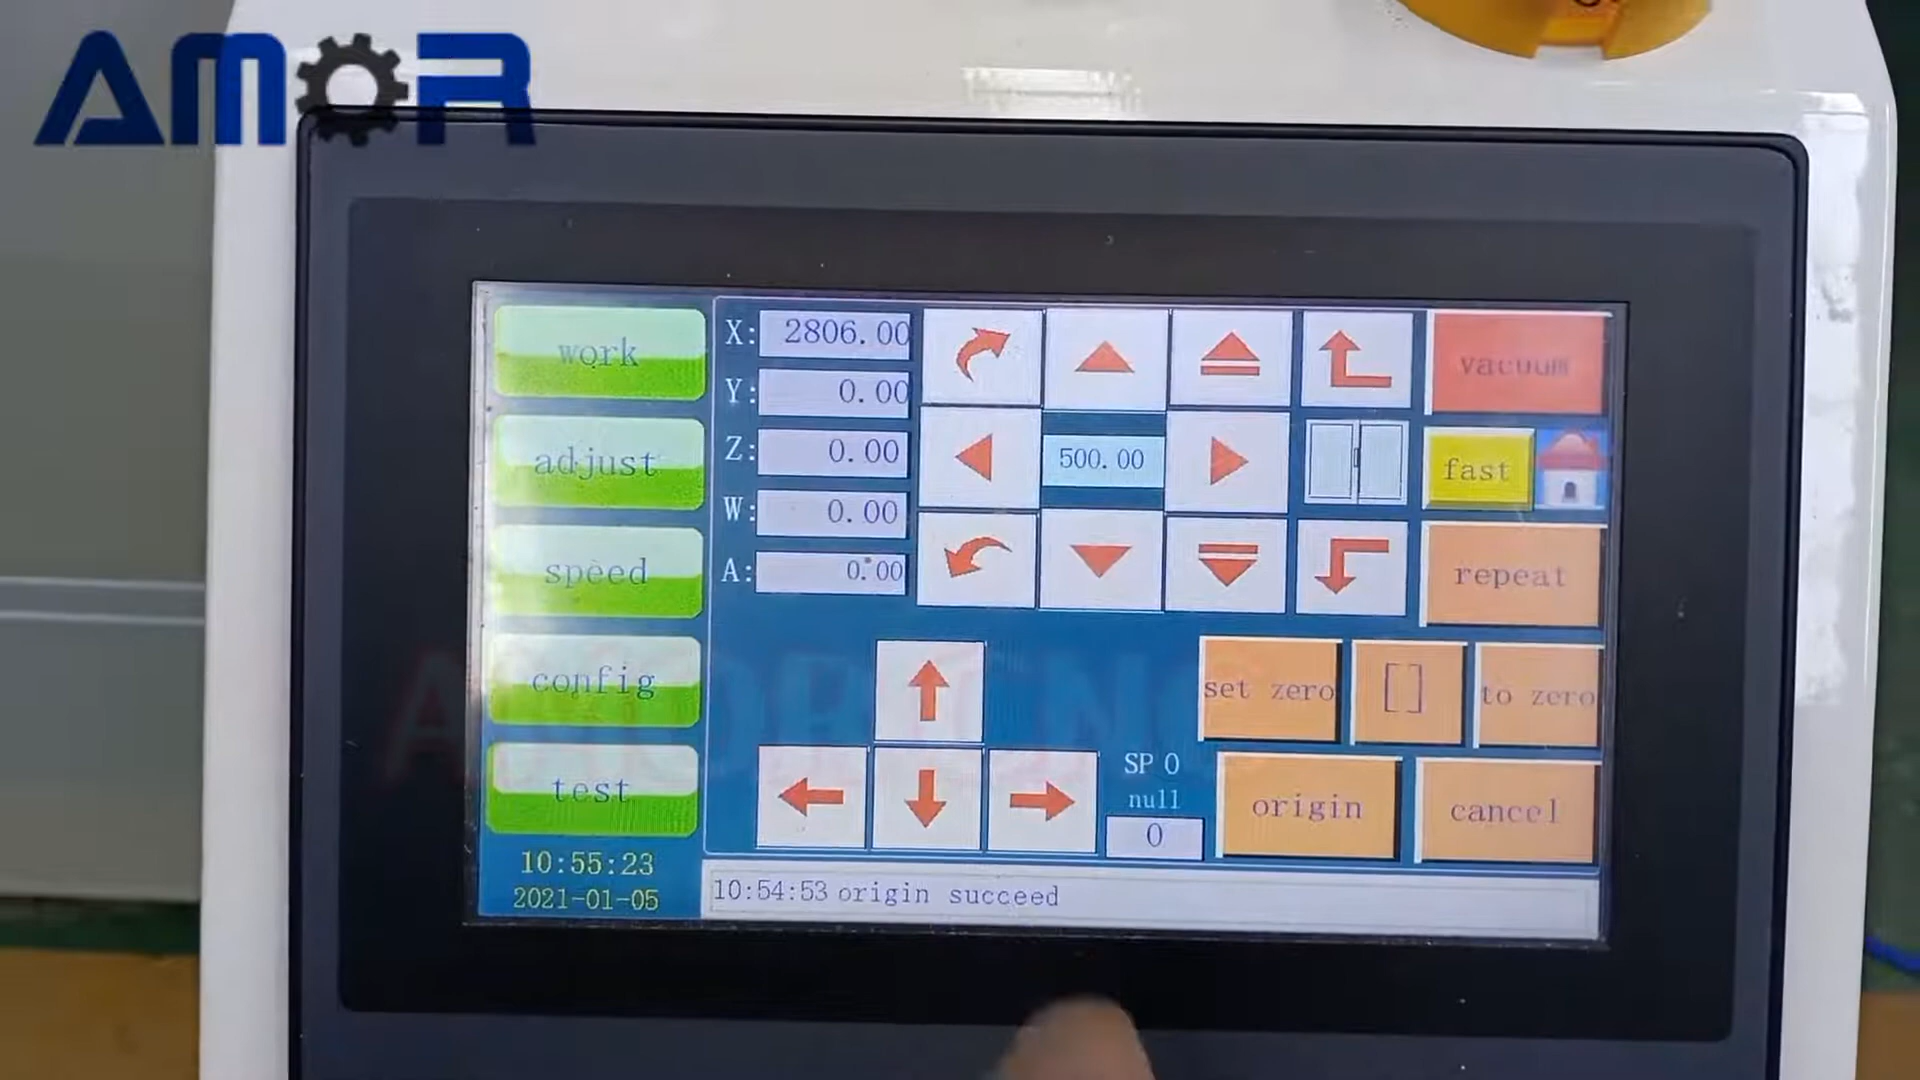 AMOR
work
adjust
speed
config
test
10:55:23
2021-01-05
X: 2806.00
Y: 0.00
Z: 0.00
W: 0.00
A: 0.00
500.00
vacuum
fast
repeat
set zero [] to zero
SP 0
null
0
origin
cancel
10:54:53 origin succeed
AMOR CNC